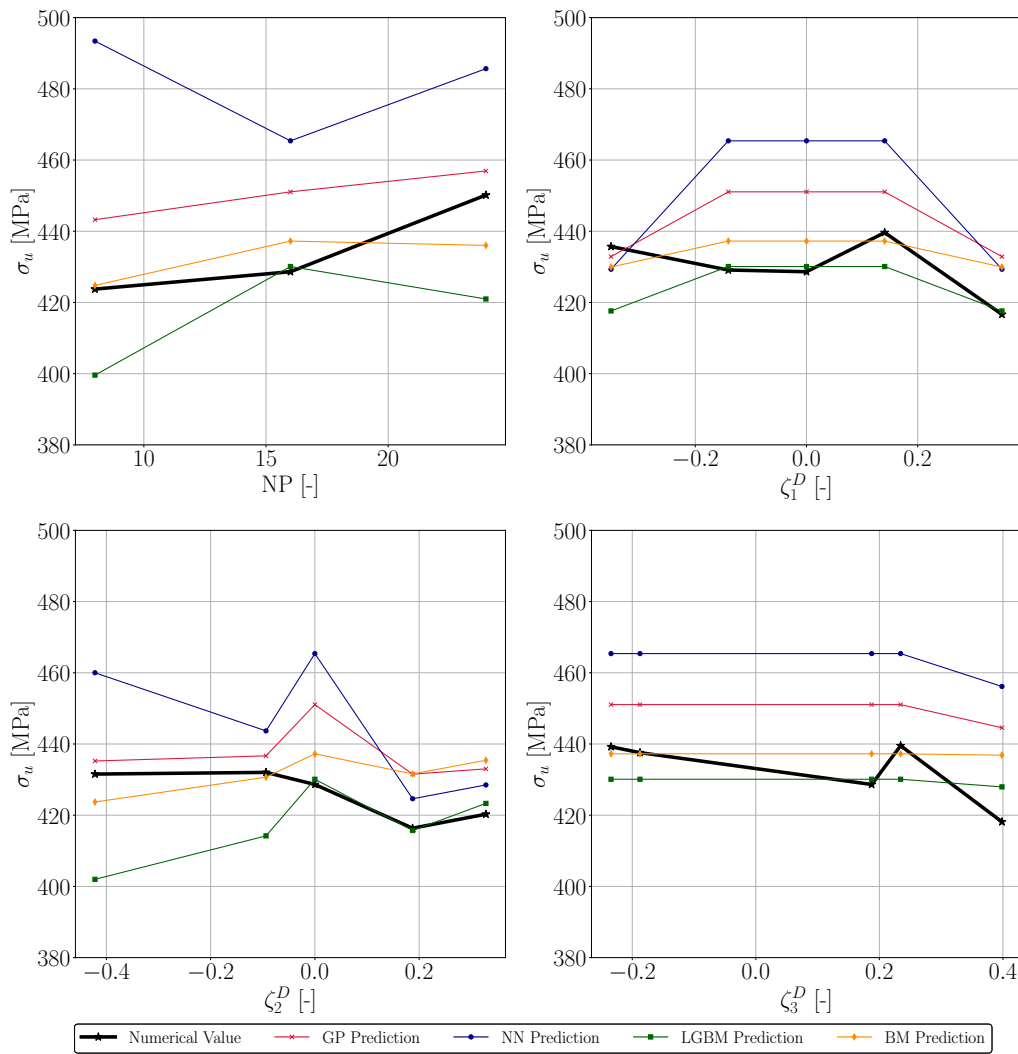 500
480
460
440
420
400
380
σ_u [MPa]
10 15 20
NP [-]
500
480
460
440
420
400
380
σ_u [MPa]
−0.2 0.0 0.2
ζ_1^D [-]
500
480
460
440
420
400
380
σ_u [MPa]
−0.4 −0.2 0.0 0.2
ζ_2^D [-]
500
480
460
440
420
400
380
σ_u [MPa]
−0.2 0.0 0.2 0.4
ζ_3^D [-]
Numerical Value GP Prediction NN Prediction LGBM Prediction BM Prediction